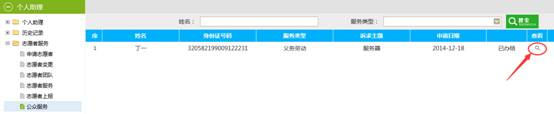 个人助理
姓名：
服务类型：
搜索
个人助理
历史记录
志愿者服务
申请志愿者
志愿者变更
志愿者团队
志愿者服务
志愿者上报
公众服务
序 姓名 身份证号码 服务类型 诉求主题 申请日期 查看
1 丁一 320582199009122231 义务劳动 服务器 2014-12-18 已办结